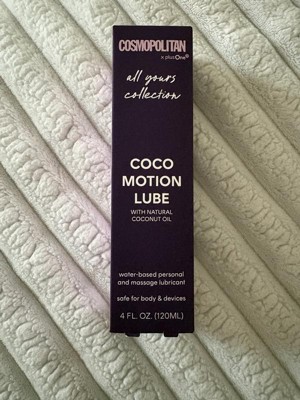 COSMOPOLITAN
x plusOne®
all yours
collection
COCO
MOTION
LUBE
WITH NATURAL
COCONUT OIL
water-based personal
and massage lubricant
safe for body & devices
4 FL. OZ. (120ML)